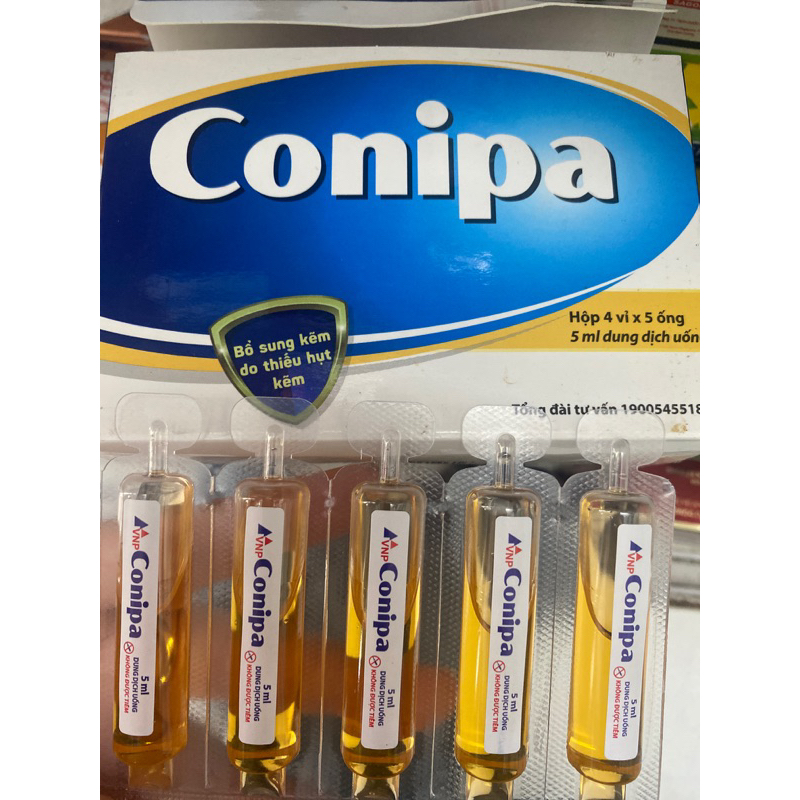 Conipa
Hộp 4 vỉ x 5 ống
5 ml dung dịch uốn
Bổ sung kẽm
do thiếu hụt
kẽm
Tổng đài tư vấn 1900545518
VNP
Conipa
5 ml
DUNG DỊCH UỐNG
KHÔNG ĐƯỢC TIÊM
VNP
Conipa
5 ml
DUNG DỊCH UỐNG
KHÔNG ĐƯỢC TIÊM
VNP
Conipa
5 ml
DUNG DỊCH UỐNG
KHÔNG ĐƯỢC TIÊM
VNP
Conipa
5 ml
DUNG DỊCH UỐNG
KHÔNG ĐƯỢC TIÊM
VNP
Conipa
5 ml
DUNG DỊCH UỐNG
KHÔNG ĐƯỢC TIÊM